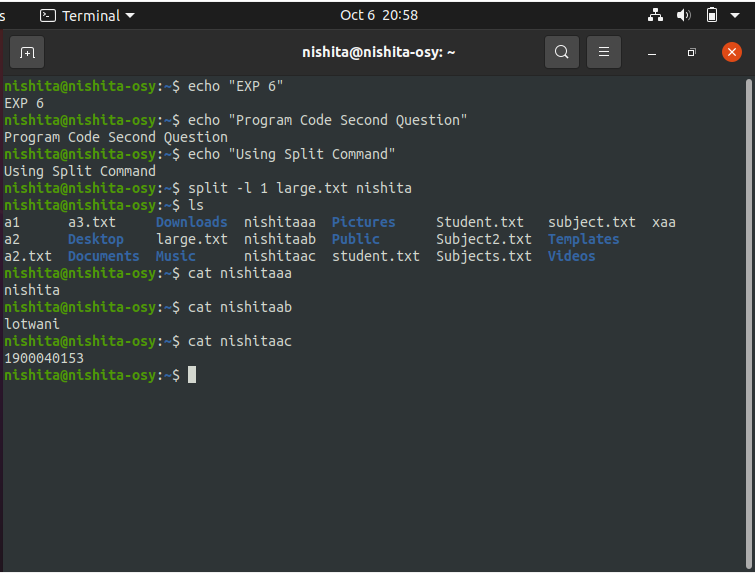 s Terminal Oct 6 20:58
nishita@nishita-osy: ~
nishita@nishita-osy:~$ echo "EXP 6"
EXP 6
nishita@nishita-osy:~$ echo "Program Code Second Question"
Program Code Second Question
nishita@nishita-osy:~$ echo "Using Split Command"
Using Split Command
nishita@nishita-osy:~$ split -l 1 large.txt nishita
nishita@nishita-osy:~$ ls
a1 a3.txt Downloads nishitaaa Pictures Student.txt subject.txt xaa
a2 Desktop large.txt nishitaab Public Subject2.txt Templates
a2.txt Documents Music nishitaac student.txt Subjects.txt Videos
nishita@nishita-osy:~$ cat nishitaaa
nishita
nishita@nishita-osy:~$ cat nishitaab
lotwani
nishita@nishita-osy:~$ cat nishitaac
1900040153
nishita@nishita-osy:~$